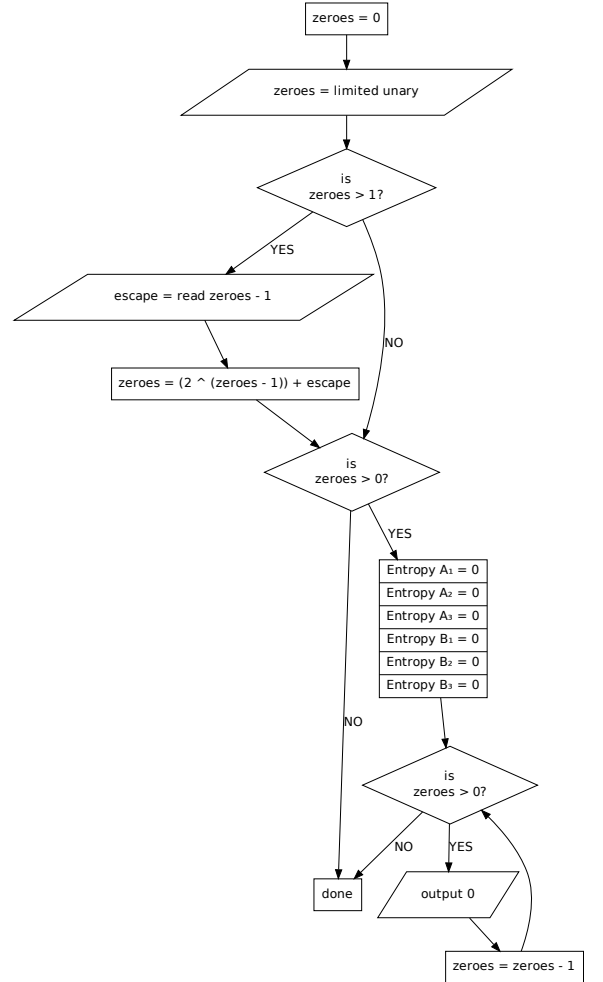 zeroes = 0
zeroes = limited unary
is
zeroes > 1?
YES
escape = read zeroes - 1
NO
zeroes = (2 ^ (zeroes - 1)) + escape
is
zeroes > 0?
YES
Entropy A₁ = 0
Entropy A₂ = 0
Entropy A₃ = 0
Entropy B₁ = 0
Entropy B₂ = 0
Entropy B₃ = 0
NO
is
zeroes > 0?
NO
YES
done
output 0
zeroes = zeroes - 1